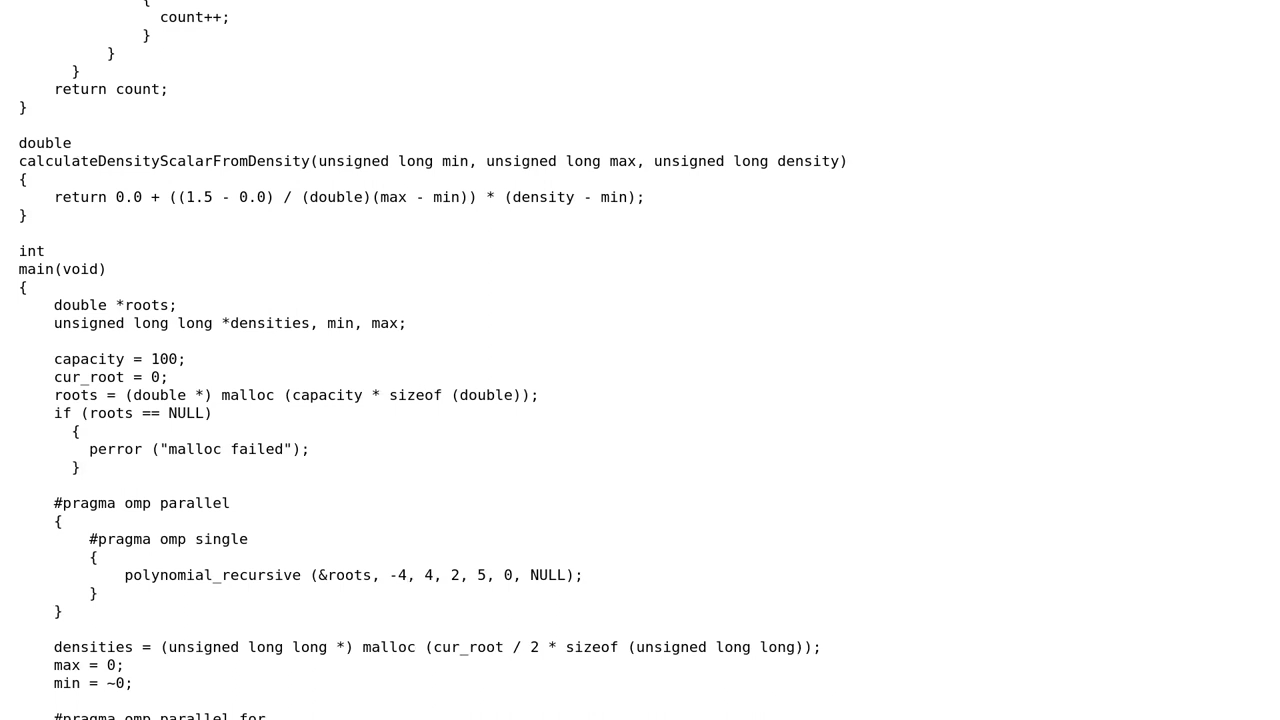 {
count++;
}
}
}
return count;
}
double
calculateDensityScalarFromDensity(unsigned long min, unsigned long max, unsigned long density)
{
return 0.0 + ((1.5 - 0.0) / (double)(max - min)) * (density - min);
}
int
main(void)
{
double *roots;
unsigned long long *densities, min, max;
capacity = 100;
cur_root = 0;
roots = (double *) malloc (capacity * sizeof (double));
if (roots == NULL)
{
perror ("malloc failed");
}
#pragma omp parallel
{
#pragma omp single
{
polynomial_recursive (&roots, -4, 4, 2, 5, 0, NULL);
}
}
densities = (unsigned long long *) malloc (cur_root / 2 * sizeof (unsigned long long));
max = 0;
min = ~0;
#pragma omp parallel for